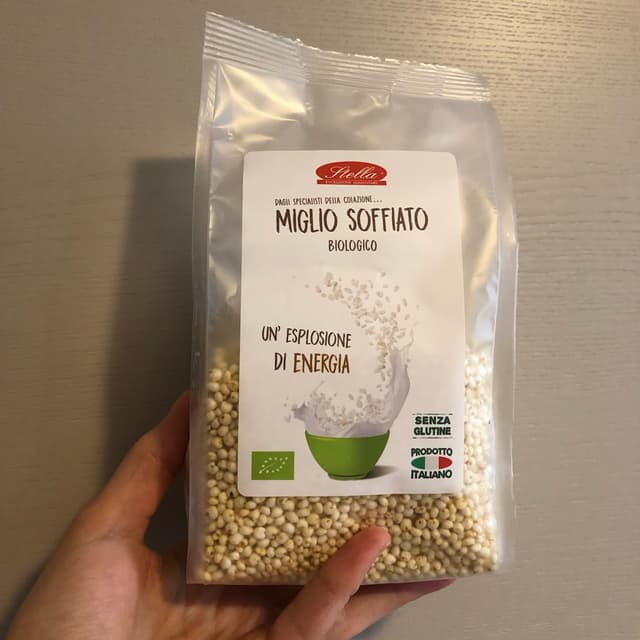 Stella
DAGLI SPECIALISTI DELLA COLAZIONE...
MIGLIO SOFFIATO
BIOLOGICO
UN' ESPLOSIONE
DI ENERGIA
SENZA
GLUTINE
PRODOTTO
ITALIANO